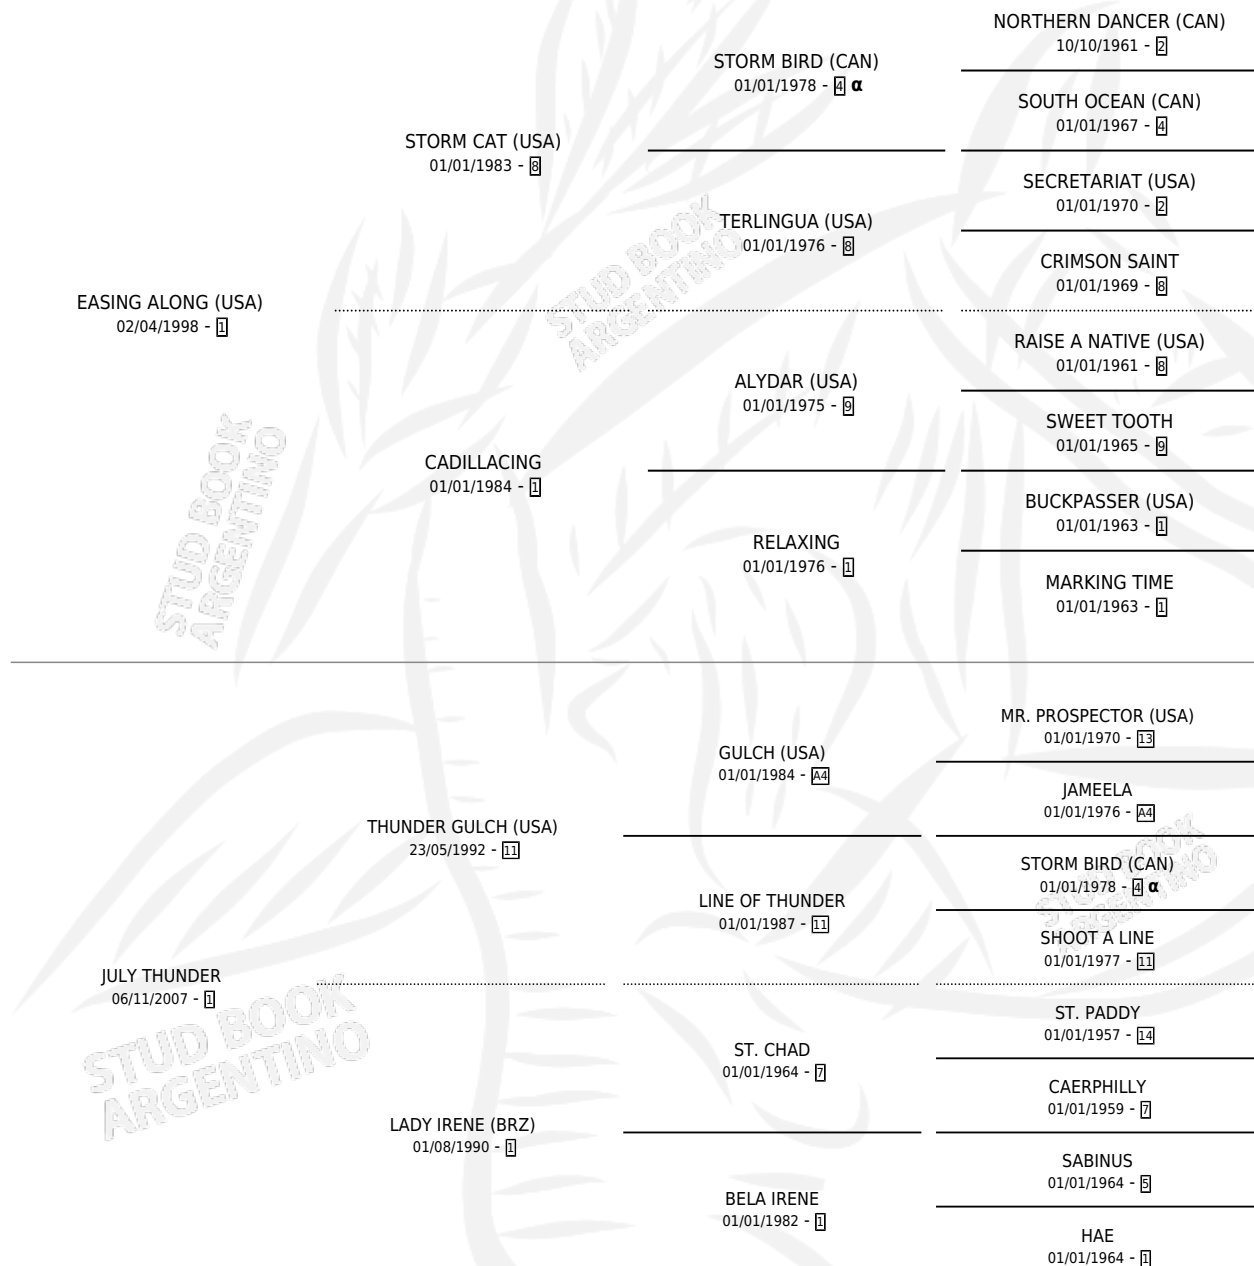 NORTHERN DANCER (CAN)
10/10/1961 - 2
STORM BIRD (CAN)
01/01/1978 - 4 α
SOUTH OCEAN (CAN)
01/01/1967 - 4
STORM CAT (USA)
01/01/1983 - 8
SECRETARIAT (USA)
01/01/1970 - 2
TERLINGUA (USA)
01/01/1976 - 8
CRIMSON SAINT
01/01/1969 - 8
EASING ALONG (USA)
02/04/1998 - 1
STUD BOOK
ARGENTINO
RAISE A NATIVE (USA)
01/01/1961 - 8
ALYDAR (USA)
01/01/1975 - 9
SWEET TOOTH
01/01/1965 - 9
CADILLACING
01/01/1984 - 1
STUD BOOK
ARGENTINO
BUCKPASSER (USA)
01/01/1963 - 1
RELAXING
01/01/1976 - 1
MARKING TIME
01/01/1963 - 1
MR. PROSPECTOR (USA)
01/01/1970 - 13
GULCH (USA)
01/01/1984 - A4
JAMEELA
01/01/1976 - A4
THUNDER GULCH (USA)
23/05/1992 - 11
STORM BIRD (CAN)
01/01/1978 - 4 α
STUD BOOK
ARGENTINO
LINE OF THUNDER
01/01/1987 - 11
SHOOT A LINE
01/01/1977 - 11
JULY THUNDER
06/11/2007 - 1
STUD BOOK
ARGENTINO
ST. PADDY
01/01/1957 - 14
ST. CHAD
01/01/1964 - 7
CAERPHILLY
01/01/1959 - 7
LADY IRENE (BRZ)
01/08/1990 - 1
SABINUS
01/01/1964 - 5
BELA IRENE
01/01/1982 - 1
HAE
01/01/1964 - 1